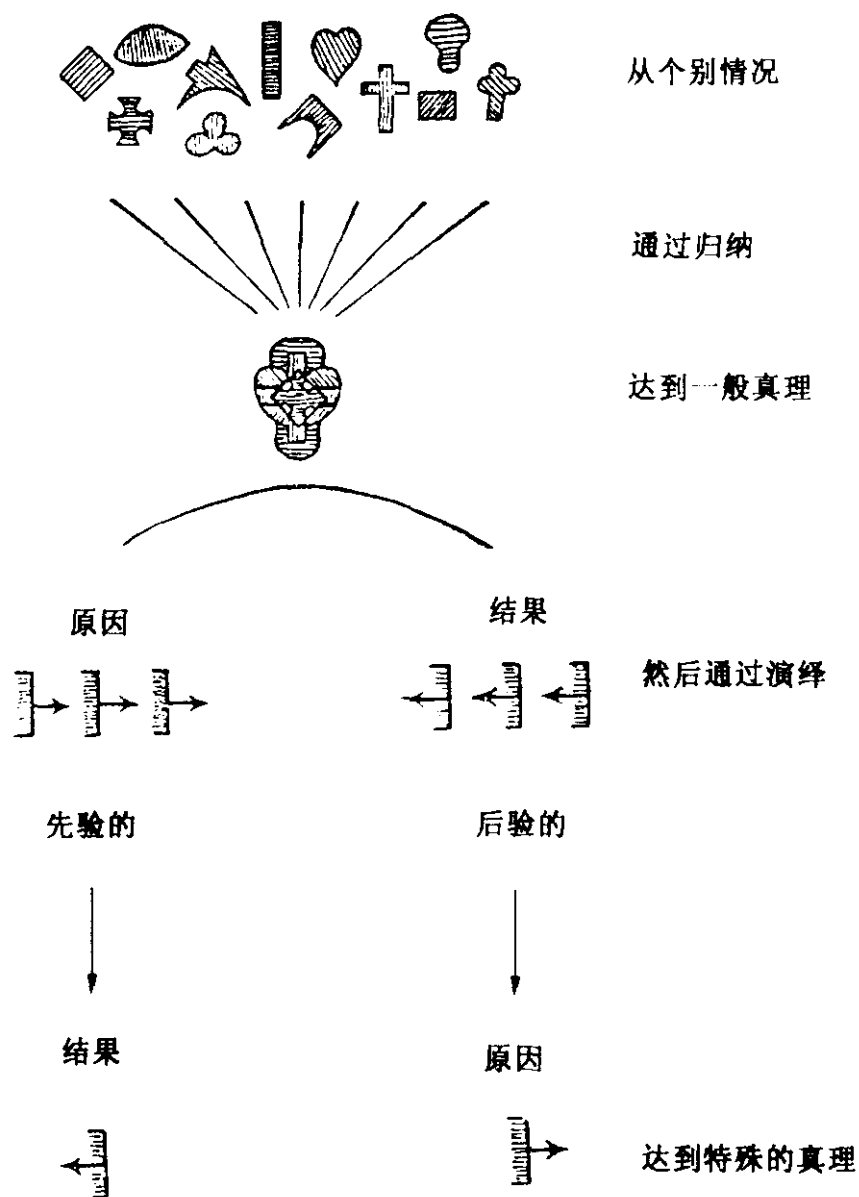 从个别情况
通过归纳
达到一般真理
原因
结果
然后通过演绎
先验的
后验的
结果
原因
达到特殊的真理